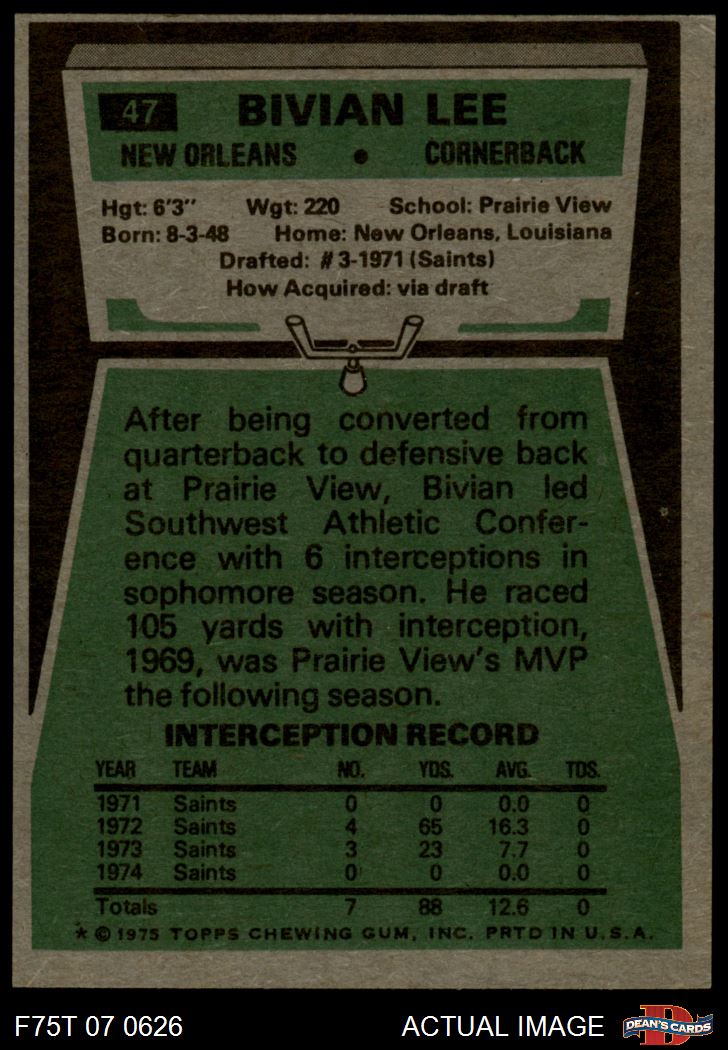 47 BIVIAN LEE
NEW ORLEANS • CORNERBACK
Hgt: 6'3" Wgt: 220 School: Prairie View
Born: 8-3-48 Home: New Orleans, Louisiana
Drafted: #3-1971 (Saints)
How Acquired: via draft
After being converted from
quarterback to defensive back
at Prairie View, Bivian led
Southwest Athletic Confer-
ence with 6 interceptions in
sophomore season. He raced
105 yards with interception,
1969, was Prairie View's MVP
the following season.
INTERCEPTION RECORD
YEAR TEAM NO. YDS. AVG. TDS.
1971 Saints 0 0 0.0 0
1972 Saints 4 65 16.3 0
1973 Saints 3 23 7.7 0
1974 Saints 0 0 0.0 0
Totals 7 88 12.6 0
* © 1975 TOPPS CHEWING GUM, INC. PRTD IN U.S.A.
F75T 07 0626 ACTUAL IMAGE D DEAN'S CARDS